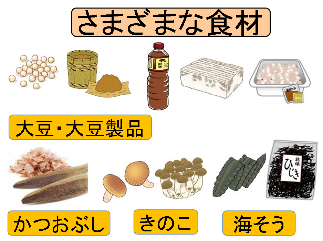 さまざまな食材
大豆・大豆製品
ひじき
かつおぶし
きのこ
海そう